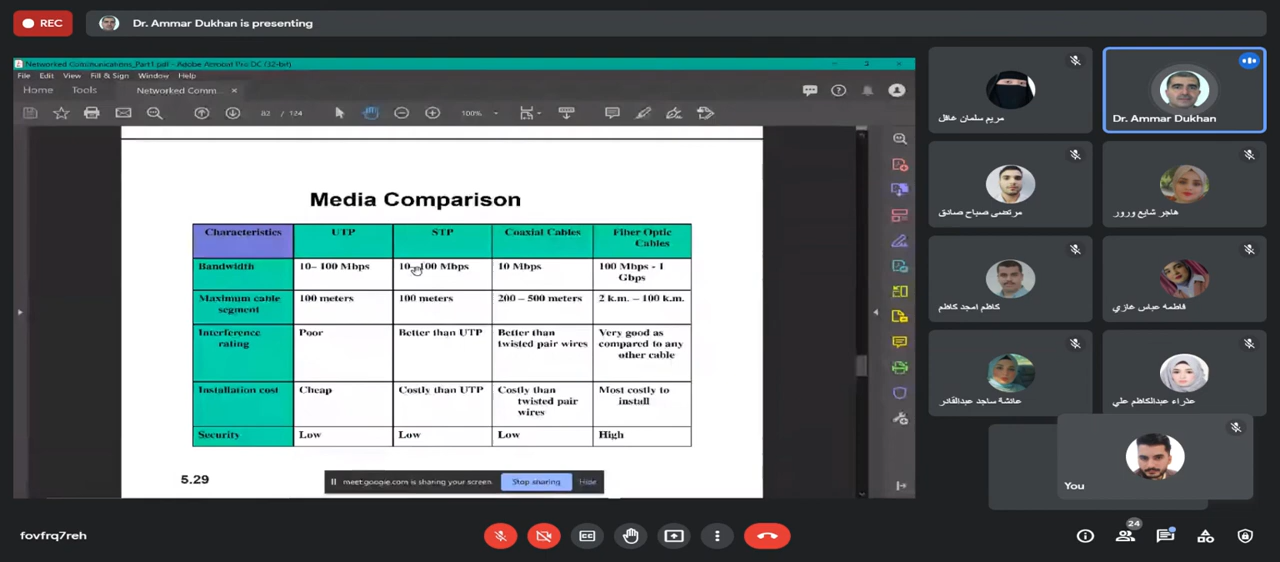 REC
Dr. Ammar Dukhan is presenting
Networked Communications_Part1.pdf - Adobe Acrobat Pro DC (32-bit)
File Edit View Fill & Sign Window Help
Home Tools Networked Comm... ×
82 / 124 100%
Media Comparison
Characteristics UTP STP Coaxial Cables Fiber Optic
Cables
Bandwidth 10– 100 Mbps 10–100 Mbps 10 Mbps 100 Mbps - 1
Gbps
Maximum cable 100 meters 100 meters 200 – 500 meters 2 k.m. – 100 k.m.
segment
Interference Poor Better than UTP Better than Very good as
rating twisted pair wires compared to any
other cable
Installation cost Cheap Costly than UTP Costly than Most costly to
twisted pair install
wires
Security Low Low Low High
5.29
meet.google.com is sharing your screen. Stop sharing Hide
مريم سلمان عاقل
Dr. Ammar Dukhan
مرتضى صباح صادق
هاجر شايع ورور
كاظم امجد كاظم
فاطمه عباس غازي
عائشة ساجد عبدالقادر
عذراء عبدالكاظم علي
You
fovfrq7reh
24